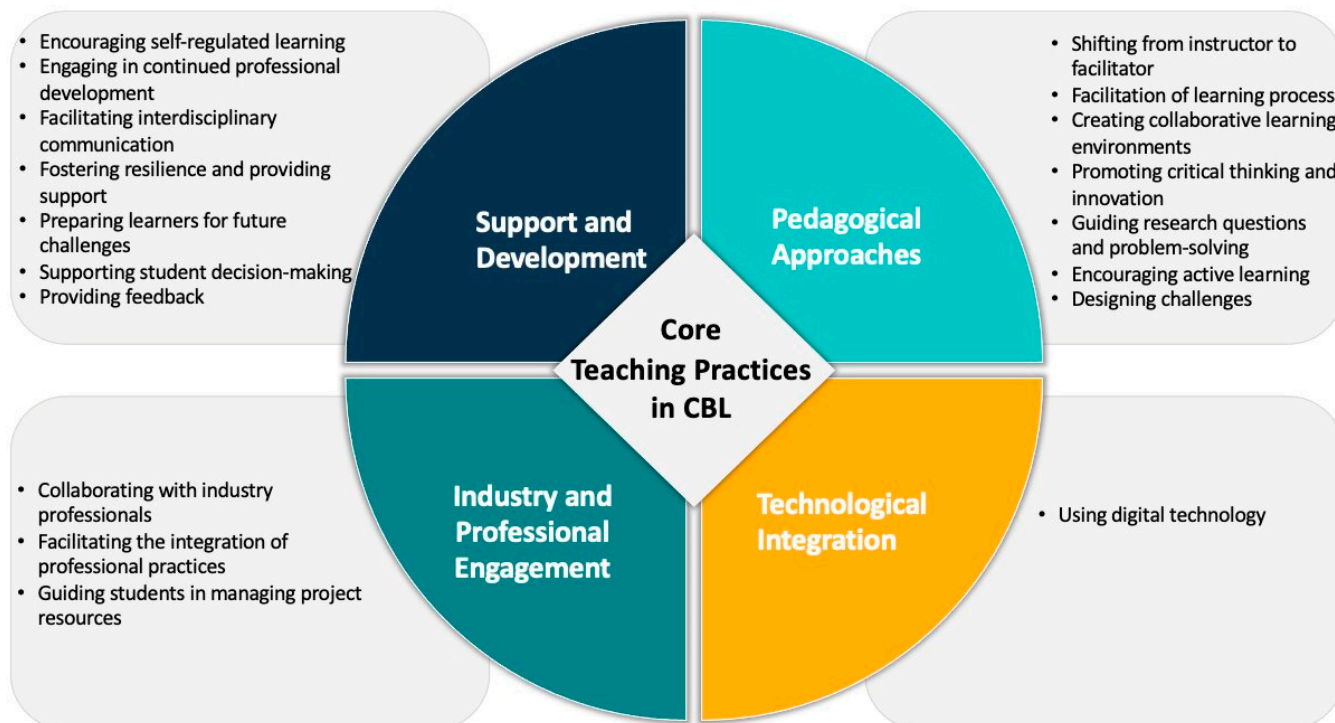 • Encouraging self-regulated learning
• Engaging in continued professional
development
• Facilitating interdisciplinary
communication
• Fostering resilience and providing
support
• Preparing learners for future
challenges
• Supporting student decision-making
• Providing feedback
Support and
Development
Pedagogical
Approaches
• Shifting from instructor to
facilitator
• Facilitation of learning process
• Creating collaborative learning
environments
• Promoting critical thinking and
innovation
• Guiding research questions
and problem-solving
• Encouraging active learning
• Designing challenges
Core
Teaching Practices
in CBL
• Collaborating with industry
professionals
• Facilitating the integration of
professional practices
• Guiding students in managing project
resources
Industry and
Professional
Engagement
Technological
Integration
• Using digital technology